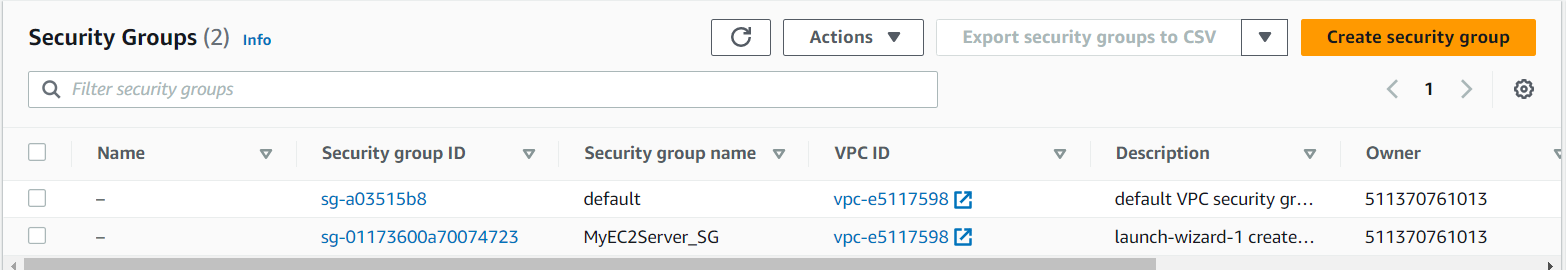 Security Groups (2) Info Actions Export security groups to CSV Create security group
Filter security groups 1
Name Security group ID Security group name VPC ID Description Owner
– sg-a03515b8 default vpc-e5117598 default VPC security gr... 511370761013
– sg-01173600a70074723 MyEC2Server_SG vpc-e5117598 launch-wizard-1 create... 511370761013